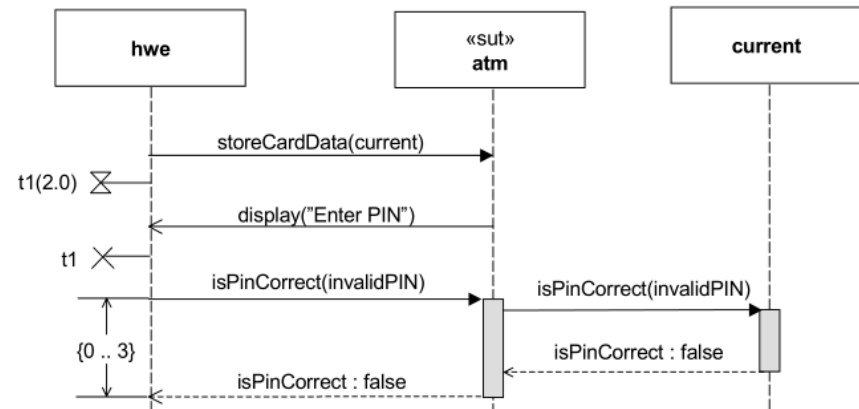 hwe
«sut»
atm
current
storeCardData(current)
t1(2.0)
display("Enter PIN")
t1
isPinCorrect(invalidPIN)
isPinCorrect(invalidPIN)
{0 .. 3}
isPinCorrect : false
isPinCorrect : false